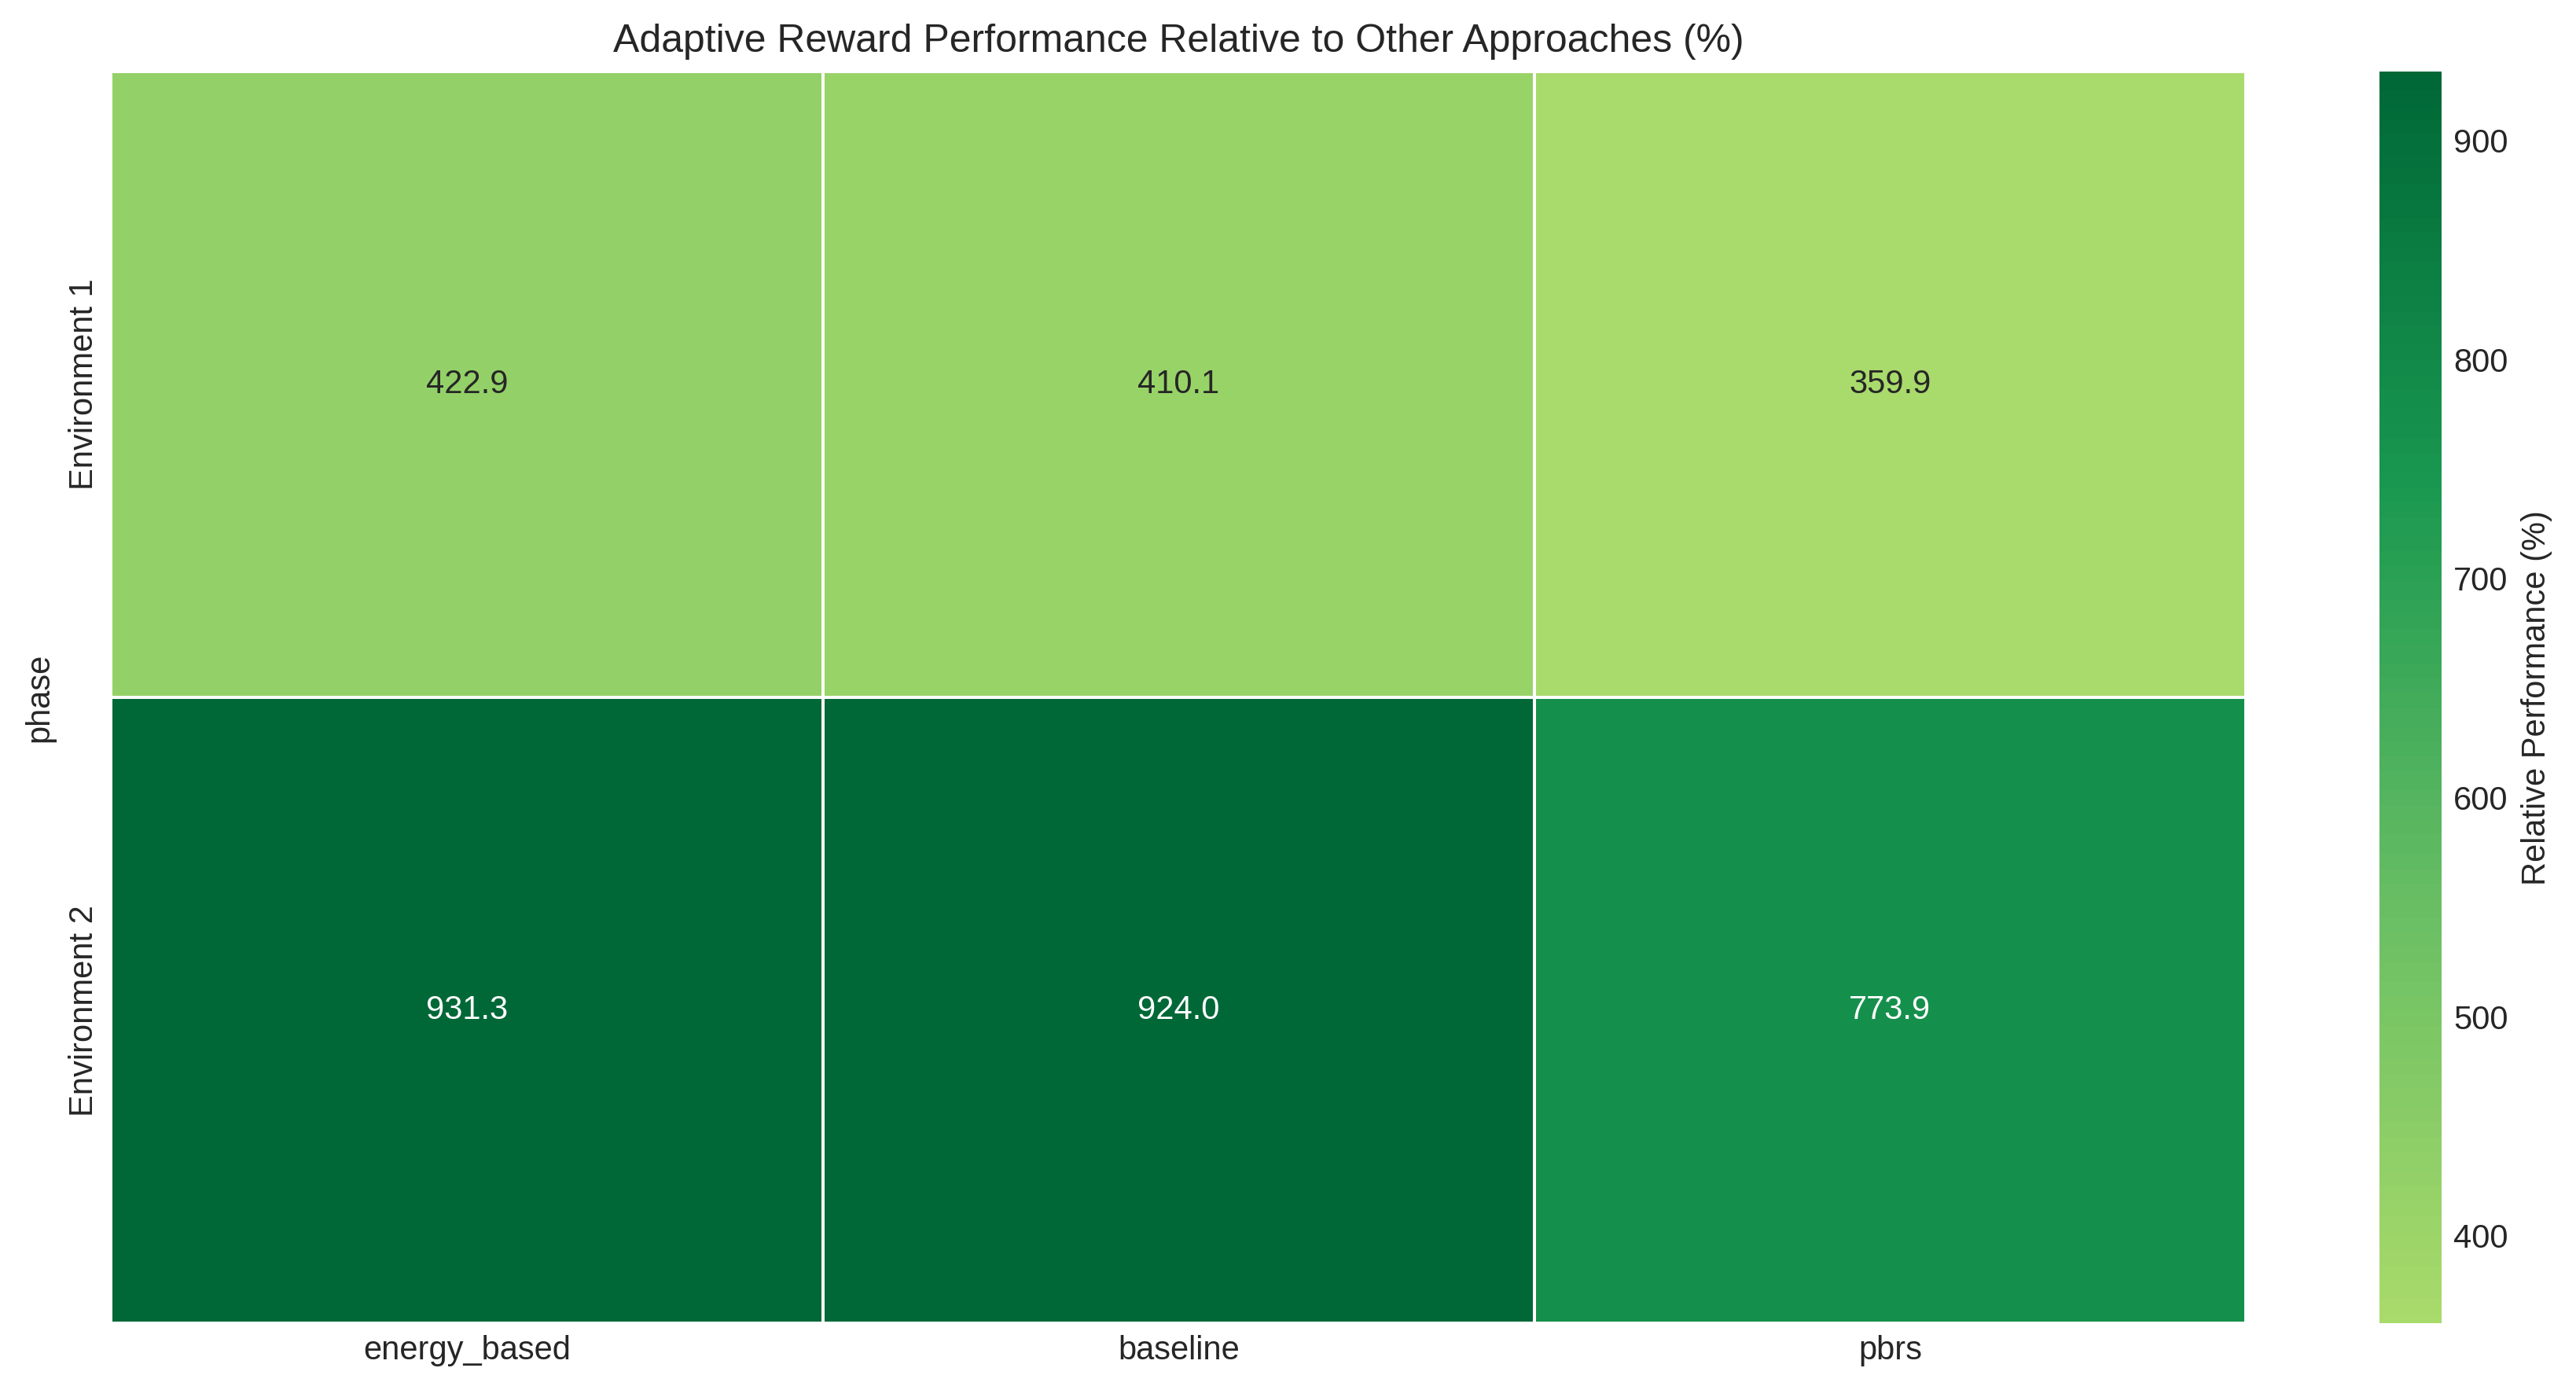 Adaptive Reward Performance Relative to Other Approaches (%)
phase
Environment 1
422.9
410.1
359.9
Environment 2
931.3
924.0
773.9
energy_based
baseline
pbrs
900
800
700
600
500
400
Relative Performance (%)